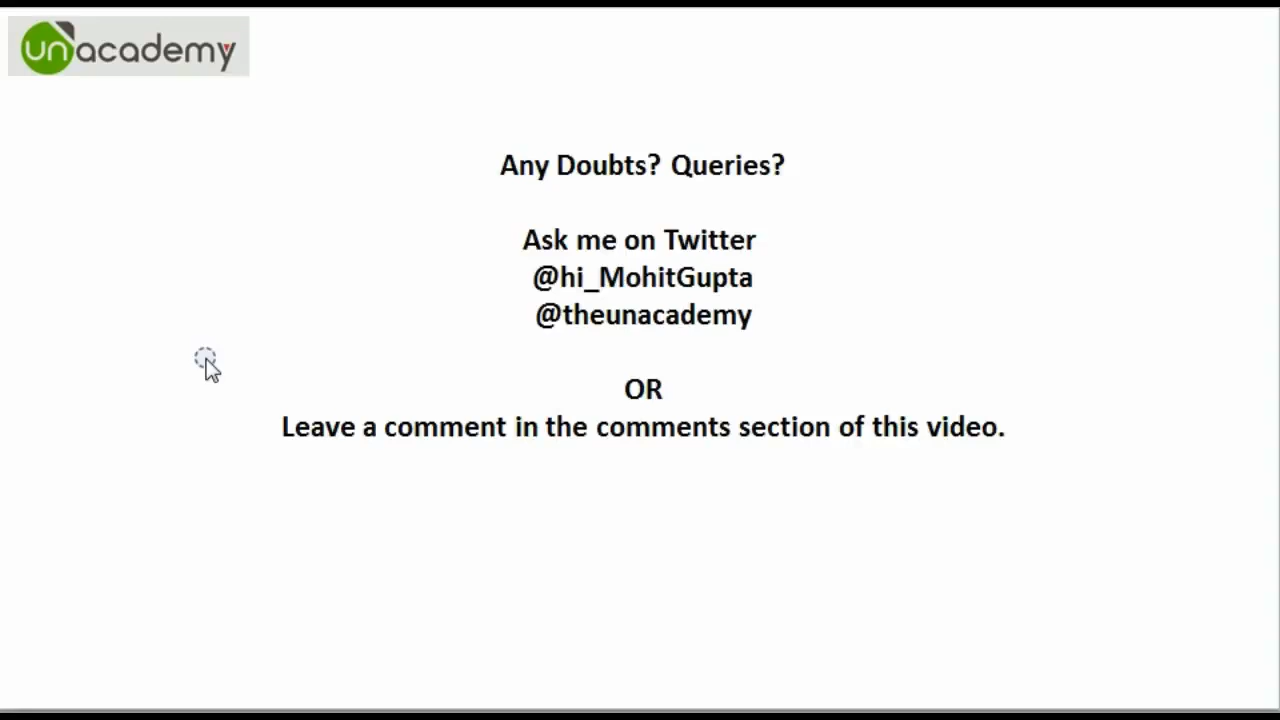 unacademy
Any Doubts? Queries?
Ask me on Twitter
@hi_MohitGupta
@theunacademy
OR
Leave a comment in the comments section of this video.